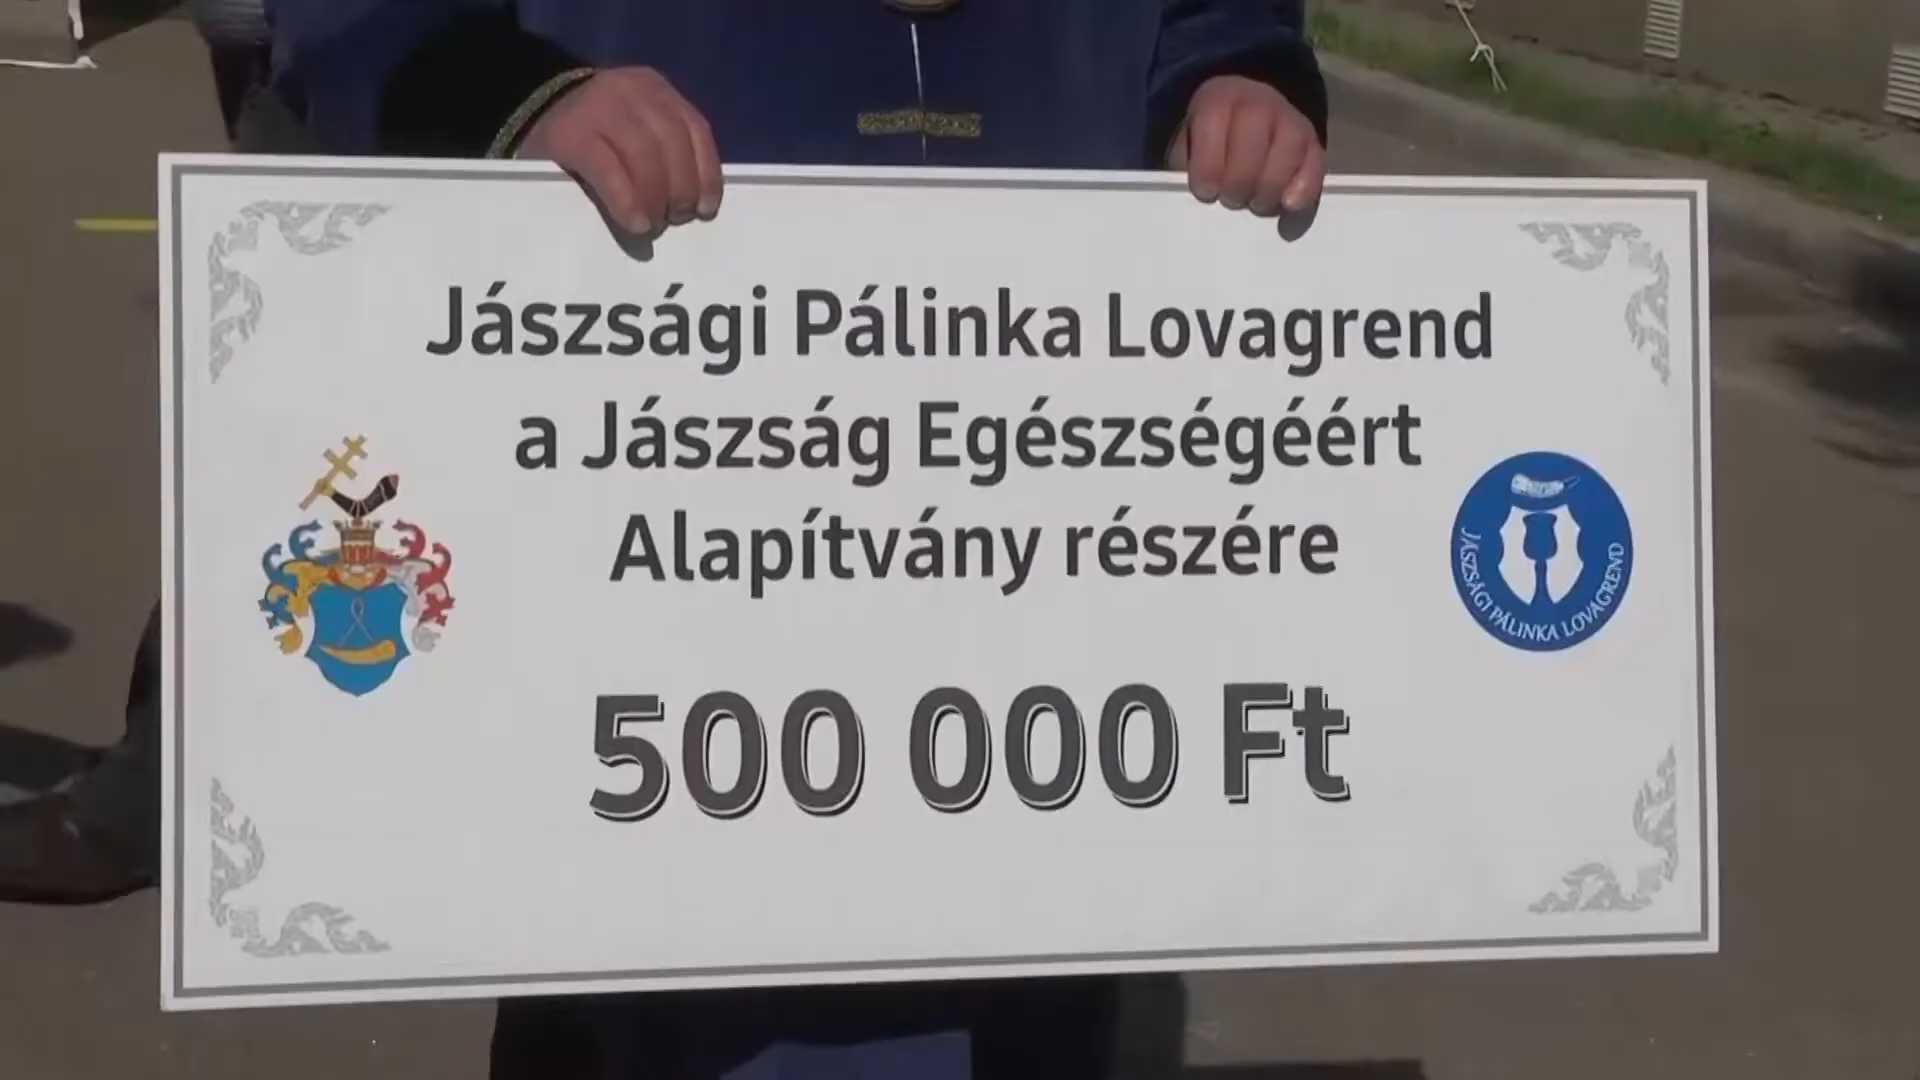 Jászsági Pálinka Lovagrend
a Jászság Egészségéért
Alapítvány részére
500 000 Ft
JÁSZSÁGI PÁLINKA LOVAGREND